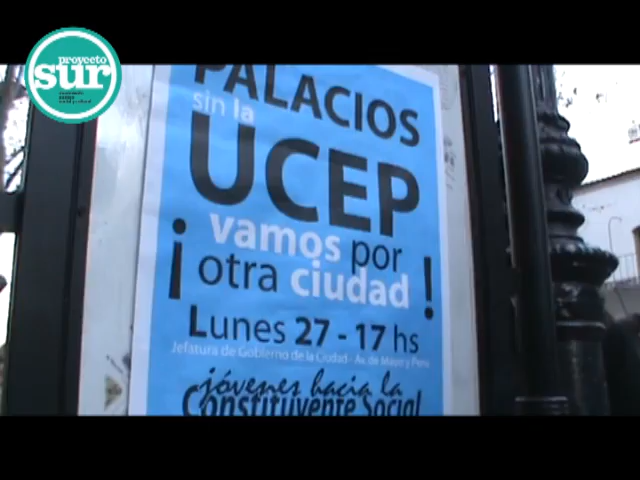 proyecto
sur
PALACIOS
sin la
UCEP
¡vamos por
otra ciudad!
Lunes 27 - 17 hs
Jefatura de Gobierno de la Ciudad - Av. de Mayo y Perú
jóvenes hacia la
Constituyente Social